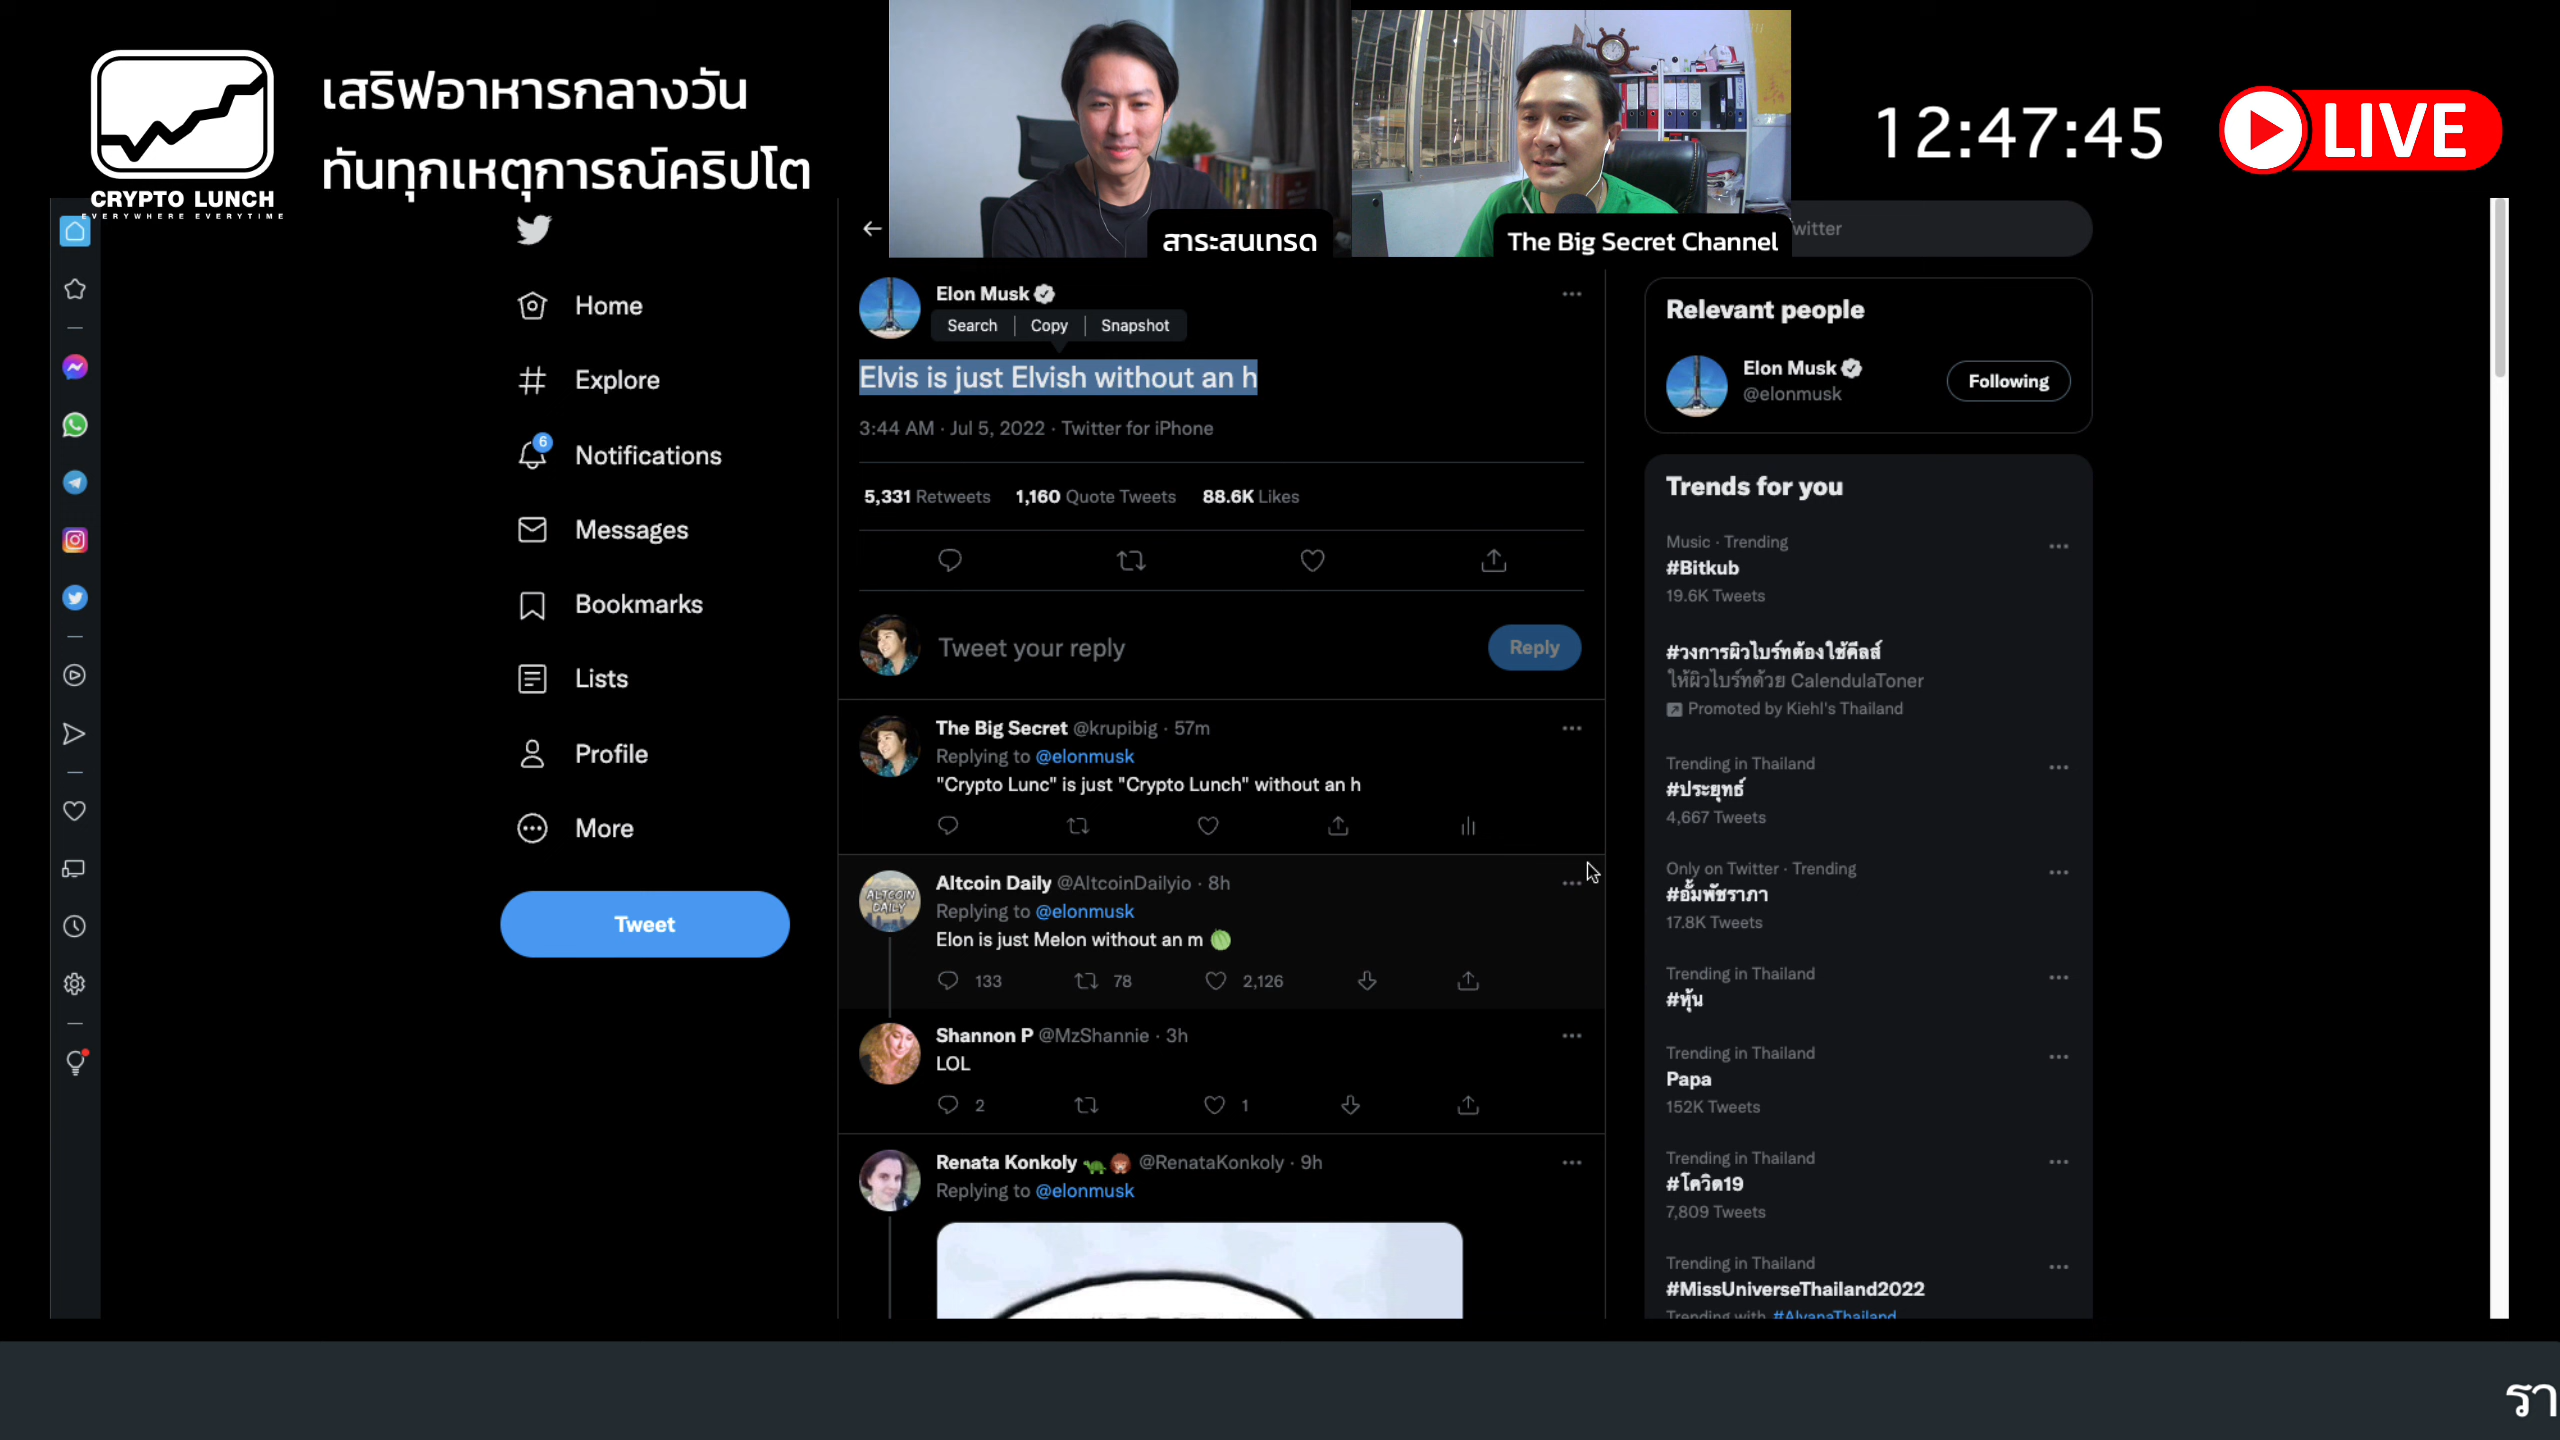 CRYPTO LUNCH
EVERYWHERE EVERYTIME
เสริฟอาหารกลางวัน
ทันทุกเหตุการณ์คริปโต
สาระสนเทรด
The Big Secret Channel
12:47:45
LIVE
Home
Explore
6
Notifications
Messages
Bookmarks
Lists
Profile
More
Tweet
Elon Musk
Search
Copy
Snapshot
Elvis is just Elvish without an h
3:44 AM · Jul 5, 2022 · Twitter for iPhone
5,331 Retweets 1,160 Quote Tweets 88.6K Likes
Tweet your reply
Reply
The Big Secret @krupibig · 57m
Replying to @elonmusk
"Crypto Lunc" is just "Crypto Lunch" without an h
ALTCOIN
DAILY
Altcoin Daily @AltcoinDailyio · 8h
Replying to @elonmusk
Elon is just Melon without an m 🍈
133 78 2,126
Shannon P @MzShannie · 3h
LOL
2 1
Renata Konkoly @RenataKonkoly · 9h
Replying to @elonmusk
witter
Relevant people
Elon Musk
@elonmusk
Following
Trends for you
Music · Trending
#Bitkub
19.6K Tweets
#วงการผิวไบร์ทต้องใช้คีลส์
ให้ผิวไบร์ทด้วย CalendulaToner
Promoted by Kiehl's Thailand
Trending in Thailand
#ประยุทธ์
4,667 Tweets
Only on Twitter · Trending
#อั้มพัชราภา
17.8K Tweets
Trending in Thailand
#หุ้น
Trending in Thailand
Papa
152K Tweets
Trending in Thailand
#โควิด19
7,809 Tweets
Trending in Thailand
#MissUniverseThailand2022
Trending with #AlyanaThailand
รา